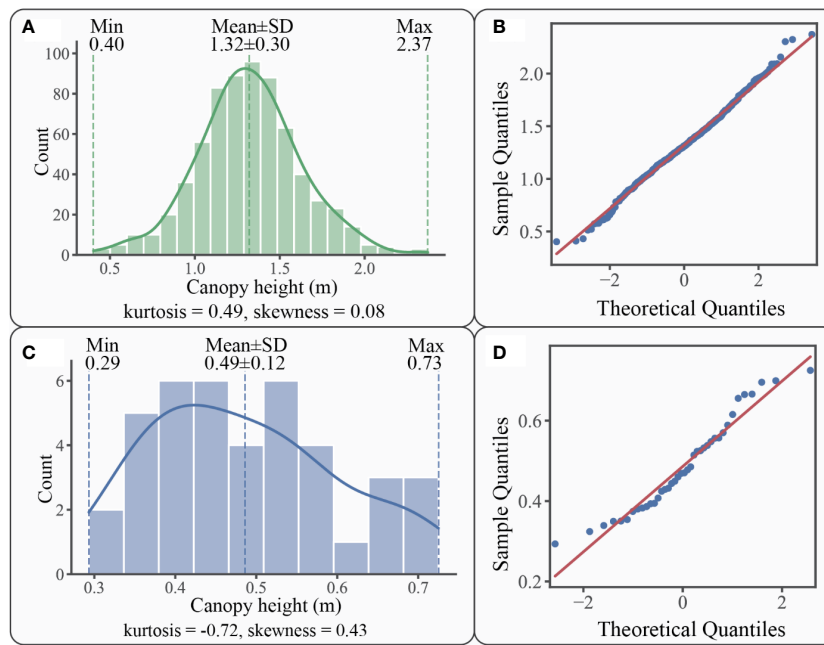 A
Min
Mean±SD
Max
0.40
1.32±0.30
2.37
100
80
60
40
20
0
Count
0.5
1.0
1.5
2.0
Canopy height (m)
kurtosis = 0.49, skewness = 0.08
B
2.0
1.5
1.0
0.5
Sample Quantiles
−2
0
2
Theoretical Quantiles
C
Min
Mean±SD
Max
0.29
0.49±0.12
0.73
6
4
2
0
Count
0.3
0.4
0.5
0.6
0.7
Canopy height (m)
kurtosis = -0.72, skewness = 0.43
D
0.6
0.4
0.2
Sample Quantiles
−2
0
2
Theoretical Quantiles